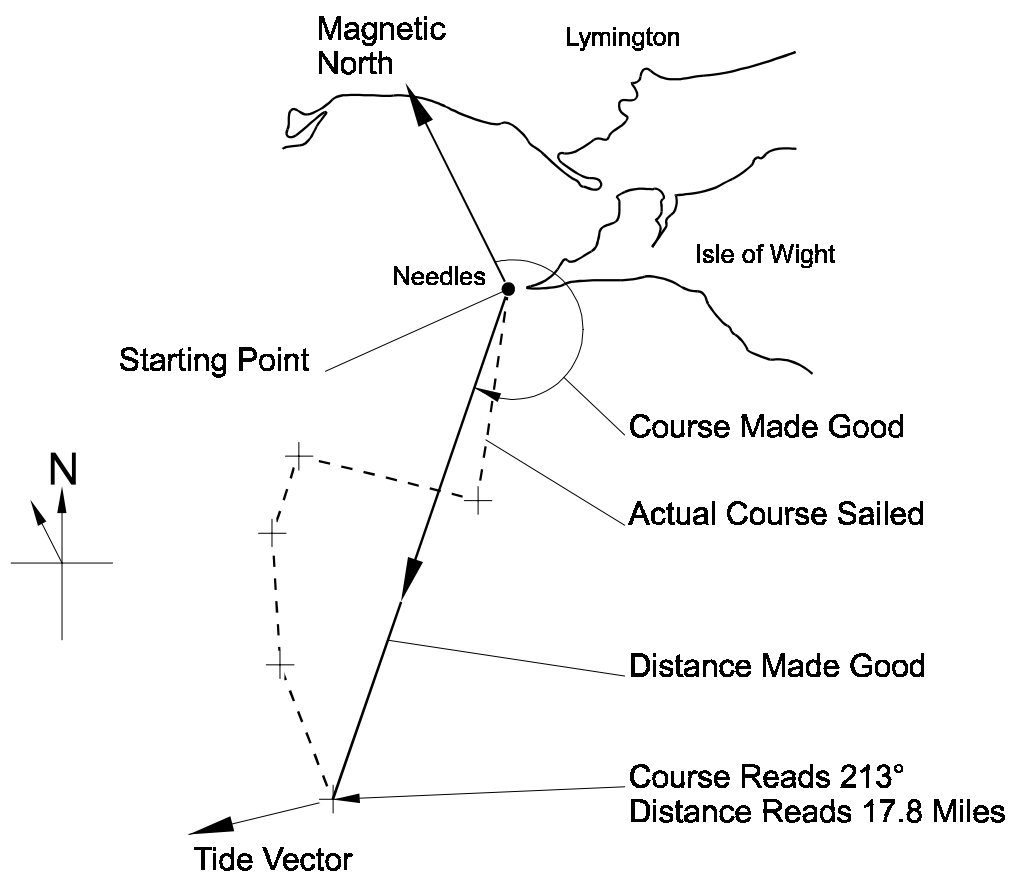 Magnetic
North
Lymington
Isle of Wight
Needles
Starting Point
Course Made Good
N
Actual Course Sailed
Distance Made Good
Course Reads 213°
Distance Reads 17.8 Miles
Tide Vector